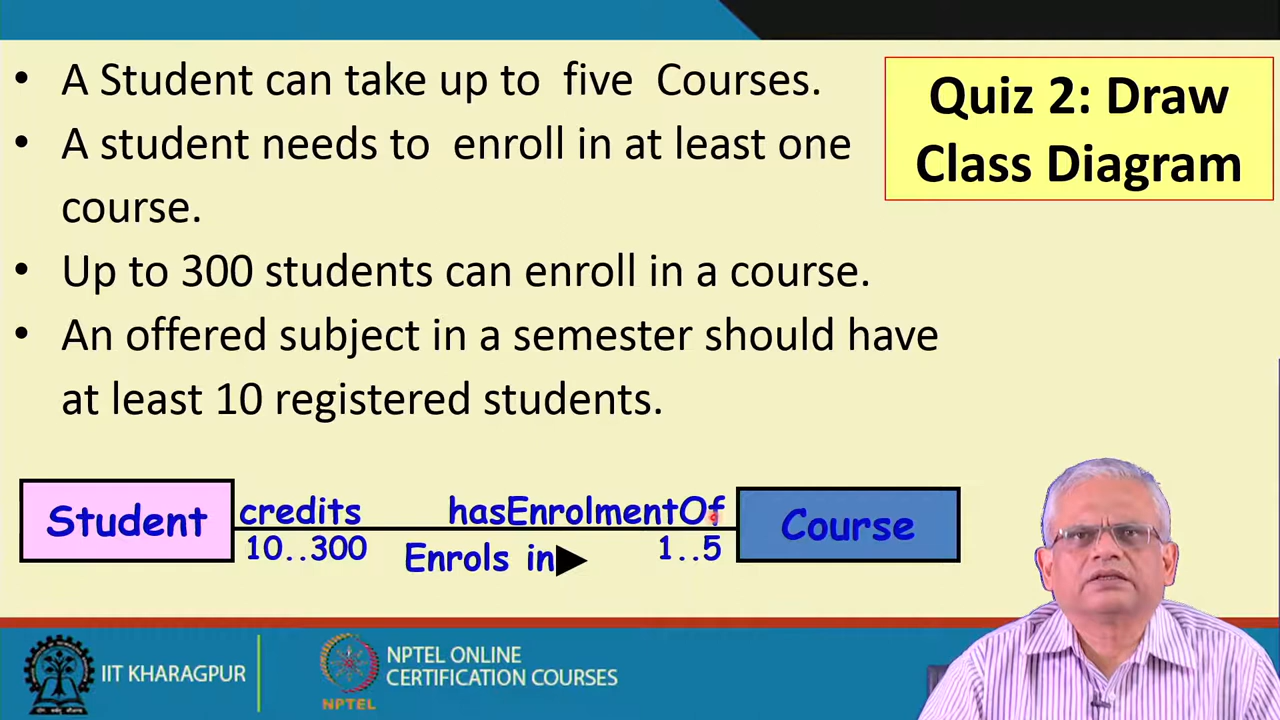 • A Student can take up to five Courses.
• A student needs to enroll in at least one
course.
• Up to 300 students can enroll in a course.
• An offered subject in a semester should have
at least 10 registered students.
Quiz 2: Draw
Class Diagram
Student
credits
hasEnrolmentOf
10..300
Enrols in▶
1..5
Course
IIT KHARAGPUR
NPTEL
NPTEL ONLINE
CERTIFICATION COURSES